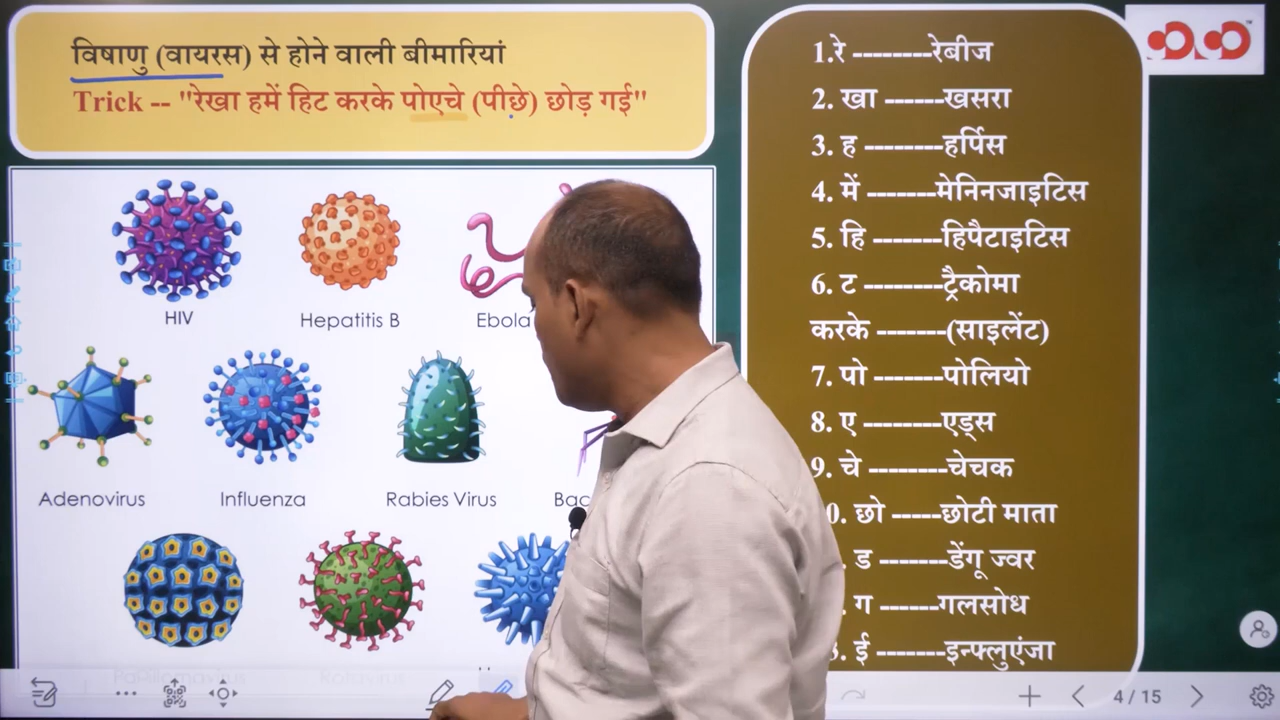 विषाणु (वायरस) से होने वाली बीमारियां
Trick -- "रेखा हमें हिट करके पोएचे (पीछे) छोड़ गई"
HIV
Hepatitis B
Ebola
Adenovirus
Influenza
Rabies Virus
1.रे --------रेबीज
2. खा ------खसरा
3. ह --------हर्पिस
4. में -------मेनिनजाइटिस
5. हि -------हिपैटाइटिस
6. ट --------ट्रैकोमा
करके -------(साइलेंट)
7. पो -------पोलियो
8. ए --------एड्स
9. चे --------चेचक
0. छो -----छोटी माता
. ड -------डेंगू ज्वर
. ग ------गलसोध
. ई -------इन्फ्लुएंजा
4 / 15